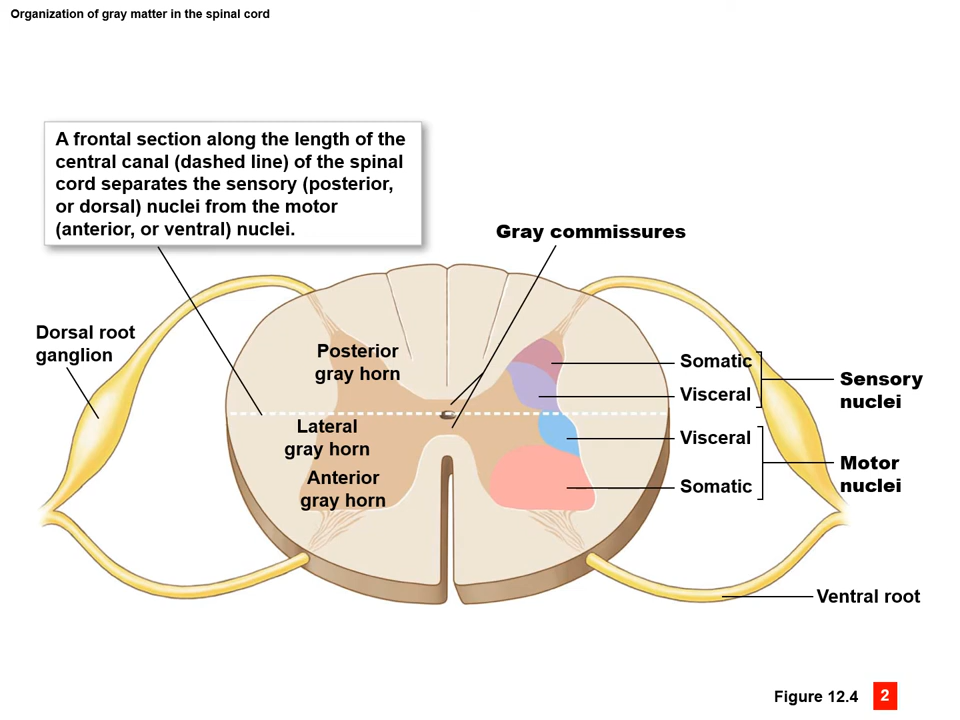 Organization of gray matter in the spinal cord
A frontal section along the length of the
central canal (dashed line) of the spinal
cord separates the sensory (posterior,
or dorsal) nuclei from the motor
(anterior, or ventral) nuclei.
Gray commissures
Dorsal root
ganglion
Posterior
gray horn
Lateral
gray horn
Anterior
gray horn
Somatic
Visceral
Sensory
nuclei
Visceral
Somatic
Motor
nuclei
Ventral root
Figure 12.4
2